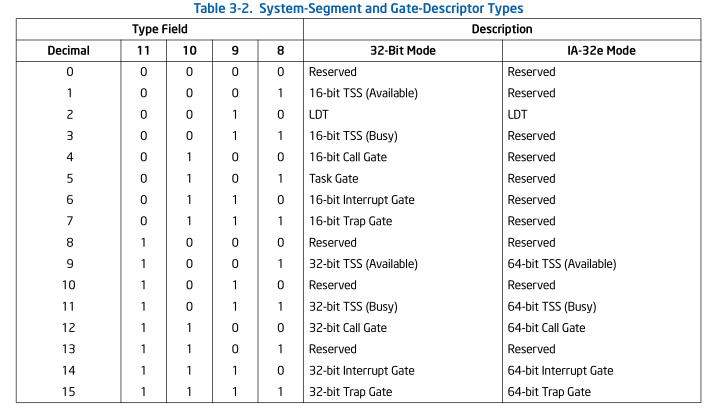 Table 3-2. System-Segment and Gate-Descriptor Types
Type Field Description
Decimal 11 10 9 8 32-Bit Mode IA-32e Mode
0 0 0 0 0 Reserved Reserved
1 0 0 0 1 16-bit TSS (Available) Reserved
2 0 0 1 0 LDT LDT
3 0 0 1 1 16-bit TSS (Busy) Reserved
4 0 1 0 0 16-bit Call Gate Reserved
5 0 1 0 1 Task Gate Reserved
6 0 1 1 0 16-bit Interrupt Gate Reserved
7 0 1 1 1 16-bit Trap Gate Reserved
8 1 0 0 0 Reserved Reserved
9 1 0 0 1 32-bit TSS (Available) 64-bit TSS (Available)
10 1 0 1 0 Reserved Reserved
11 1 0 1 1 32-bit TSS (Busy) 64-bit TSS (Busy)
12 1 1 0 0 32-bit Call Gate 64-bit Call Gate
13 1 1 0 1 Reserved Reserved
14 1 1 1 0 32-bit Interrupt Gate 64-bit Interrupt Gate
15 1 1 1 1 32-bit Trap Gate 64-bit Trap Gate